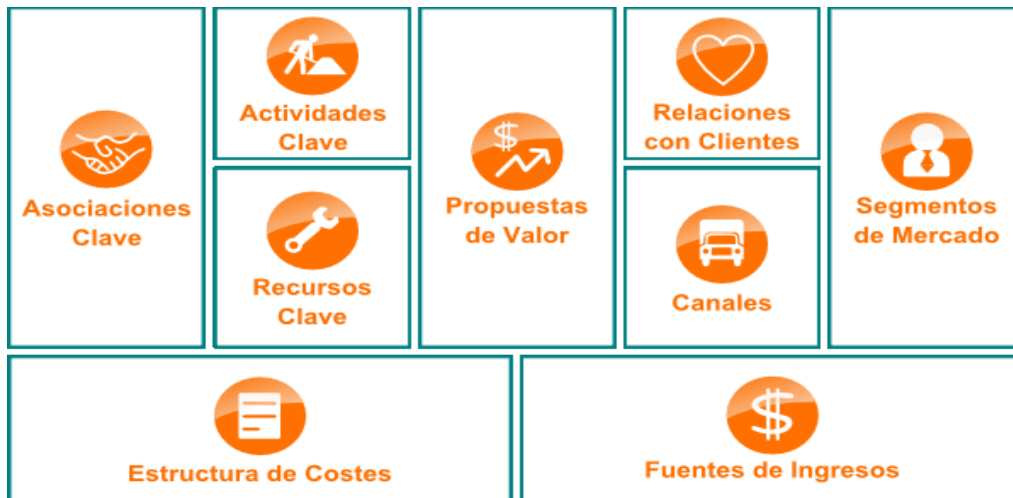 Asociaciones
Clave
Actividades
Clave
Recursos
Clave
$
Propuestas
de Valor
Relaciones
con Clientes
Canales
Segmentos
de Mercado
Estructura de Costes
$
Fuentes de Ingresos